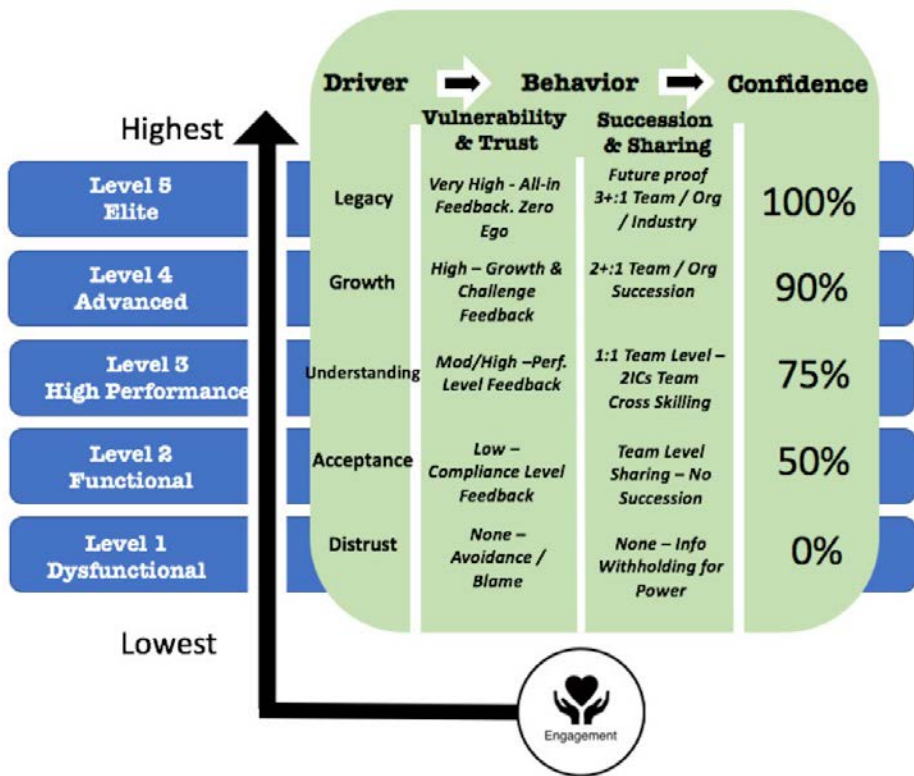 Driver
Behavior
Confidence
Highest
Vulnerability
& Trust
Succession
& Sharing
Level 5
Elite
Legacy
Very High - All-in
Feedback. Zero
Ego
Future proof
3+:1 Team / Org
/ Industry
100%
Level 4
Advanced
Growth
High – Growth &
Challenge
Feedback
2+:1 Team / Org
Succession
90%
Level 3
High Performance
Understanding
Mod/High –Perf.
Level Feedback
1:1 Team Level –
2ICs Team
Cross Skilling
75%
Level 2
Functional
Acceptance
Low –
Compliance Level
Feedback
Team Level
Sharing – No
Succession
50%
Level 1
Dysfunctional
Distrust
None –
Avoidance /
Blame
None – Info
Withholding for
Power
0%
Lowest
Engagement